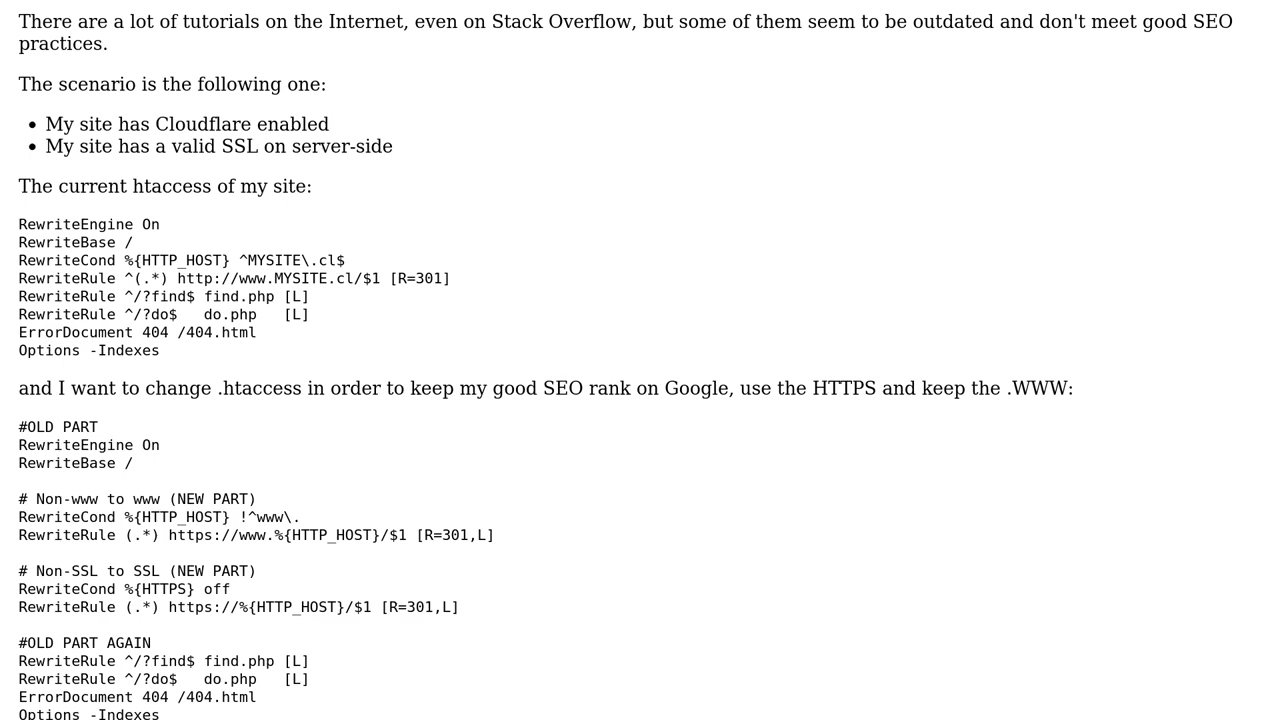 There are a lot of tutorials on the Internet, even on Stack Overflow, but some of them seem to be outdated and don't meet good SEO
practices.
The scenario is the following one:
• My site has Cloudflare enabled
• My site has a valid SSL on server-side
The current htaccess of my site:
RewriteEngine On
RewriteBase /
RewriteCond %{HTTP_HOST} ^MYSITE\.cl$
RewriteRule ^(.*) http://www.MYSITE.cl/$1 [R=301]
RewriteRule ^/?find$ find.php [L]
RewriteRule ^/?do$   do.php   [L]
ErrorDocument 404 /404.html
Options -Indexes
and I want to change .htaccess in order to keep my good SEO rank on Google, use the HTTPS and keep the .WWW:
#OLD PART
RewriteEngine On
RewriteBase /
# Non-www to www (NEW PART)
RewriteCond %{HTTP_HOST} !^www\.
RewriteRule (.*) https://www.%{HTTP_HOST}/$1 [R=301,L]
# Non-SSL to SSL (NEW PART)
RewriteCond %{HTTPS} off
RewriteRule (.*) https://%{HTTP_HOST}/$1 [R=301,L]
#OLD PART AGAIN
RewriteRule ^/?find$ find.php [L]
RewriteRule ^/?do$   do.php   [L]
ErrorDocument 404 /404.html
Options -Indexes